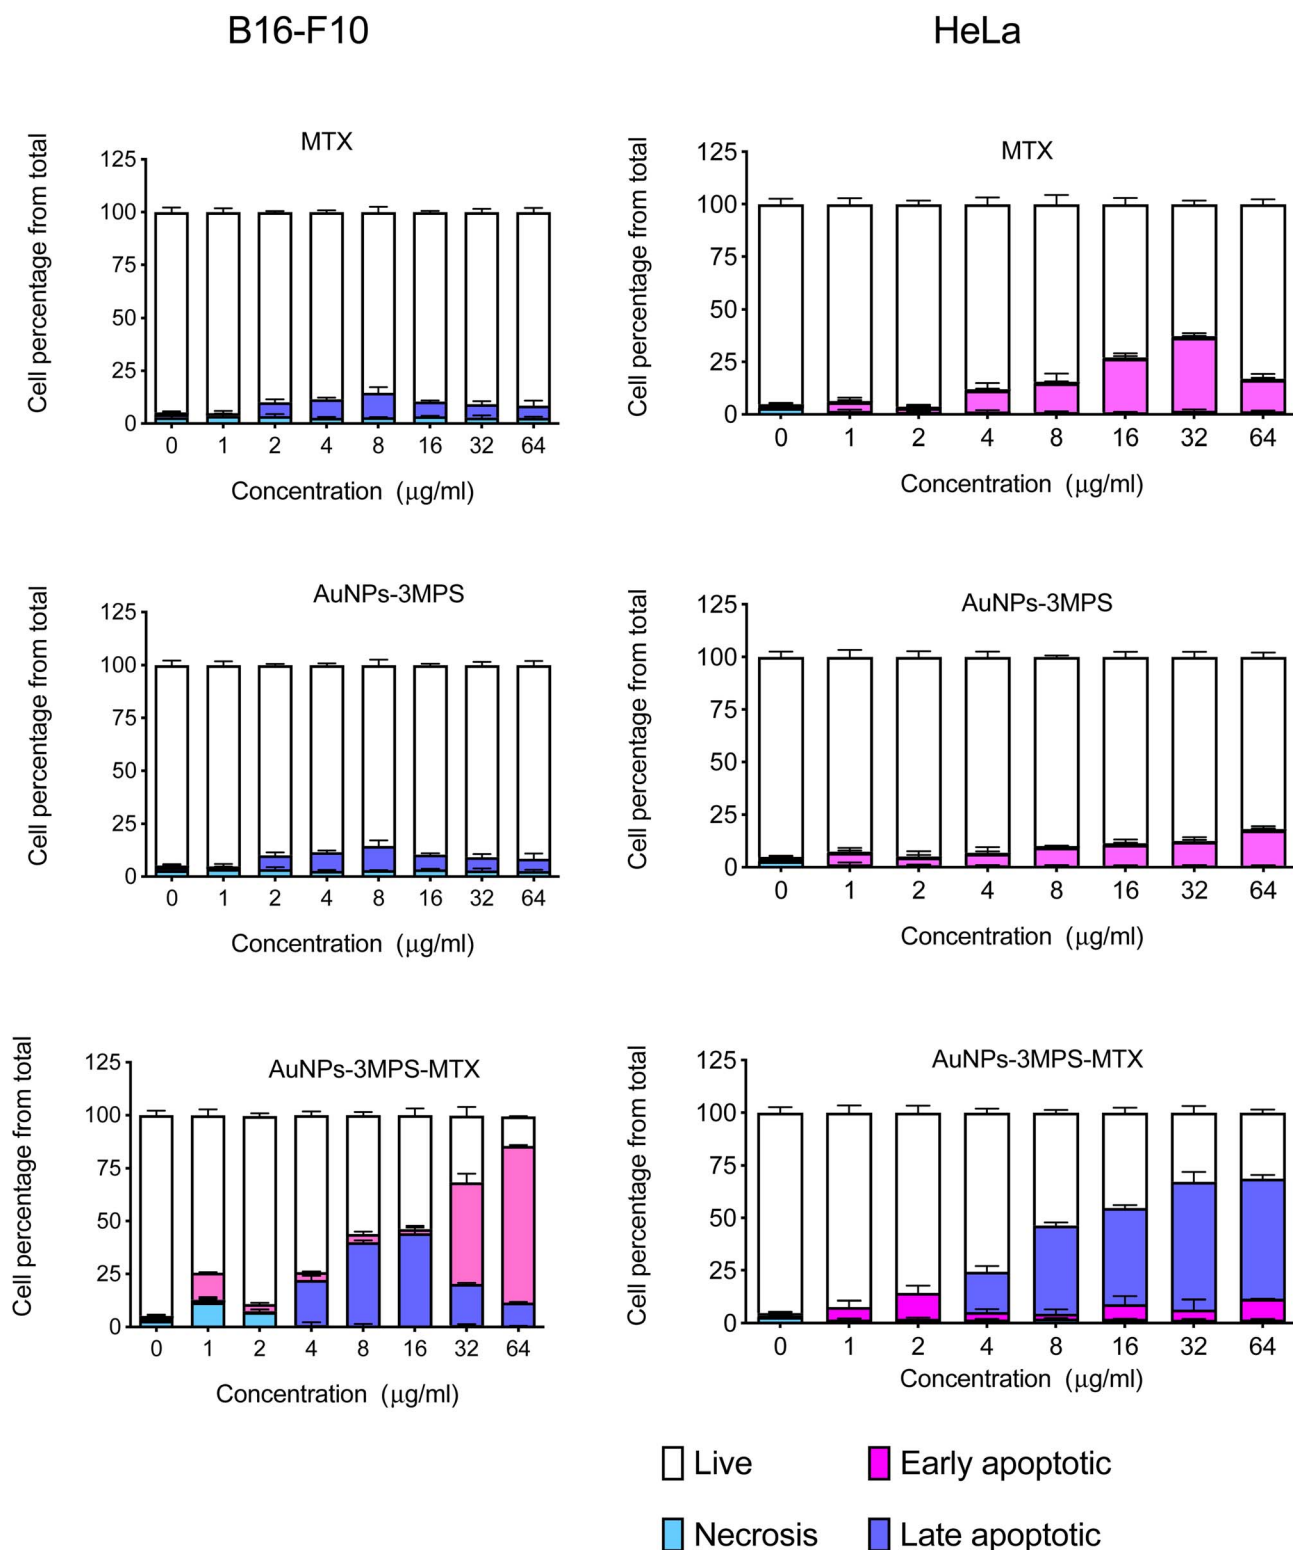 B16-F10
HeLa
MTX
Cell percentage from total
125
100
75
50
25
0
0 1 2 4 8 16 32 64
Concentration (μg/ml)
MTX
Cell percentage from total
125
100
75
50
25
0
0 1 2 4 8 16 32 64
Concentration (μg/ml)
AuNPs-3MPS
Cell percentage from total
125
100
75
50
25
0
0 1 2 4 8 16 32 64
Concentration (μg/ml)
AuNPs-3MPS
Cell percentage from total
125
100
75
50
25
0
0 1 2 4 8 16 32 64
Concentration (μg/ml)
AuNPs-3MPS-MTX
Cell percentage from total
125
100
75
50
25
0
0 1 2 4 8 16 32 64
Concentration (μg/ml)
AuNPs-3MPS-MTX
Cell percentage from total
125
100
75
50
25
0
0 1 2 4 8 16 32 64
Concentration (μg/ml)
Live
Early apoptotic
Necrosis
Late apoptotic